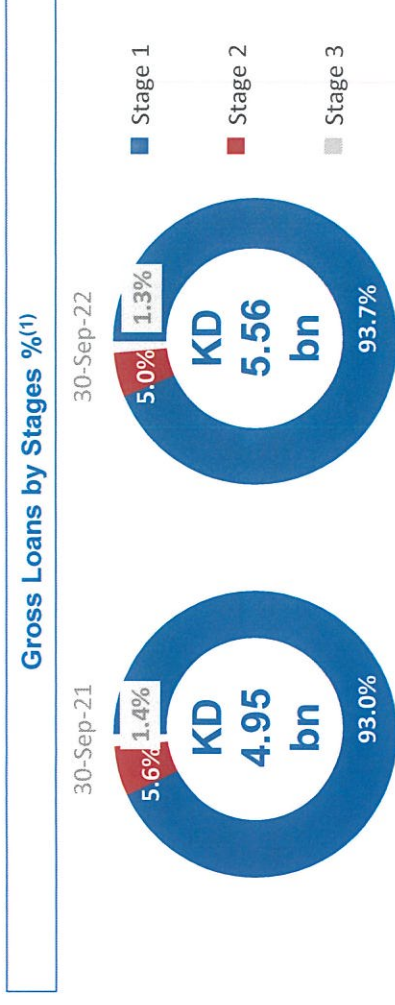 Gross Loans by Stages %(1)
30-Sep-21
1.4%
5.6%
KD
4.95
bn
93.0%
30-Sep-22
1.3%
5.0%
KD
5.56
bn
93.7%
Stage 1
Stage 2
Stage 3